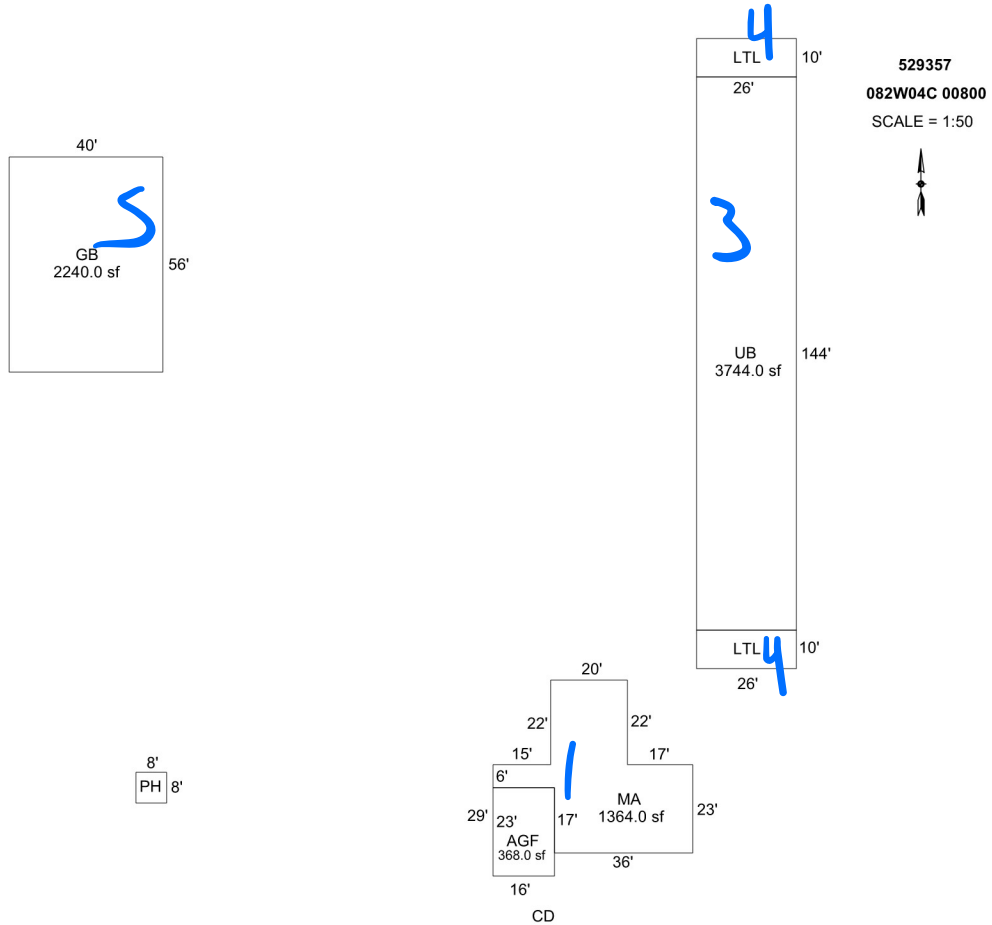 4
LTL
10'
26'
529357
082W04C 00800
SCALE = 1:50
40'
5
GB
2240.0 sf
56'
3
UB
3744.0 sf
144'
LTL
4
10'
26'
20'
22'
22'
15'
17'
6'
1
8'
PH
8'
MA
1364.0 sf
23'
29'
23'
17'
AGF
368.0 sf
36'
16'
CD